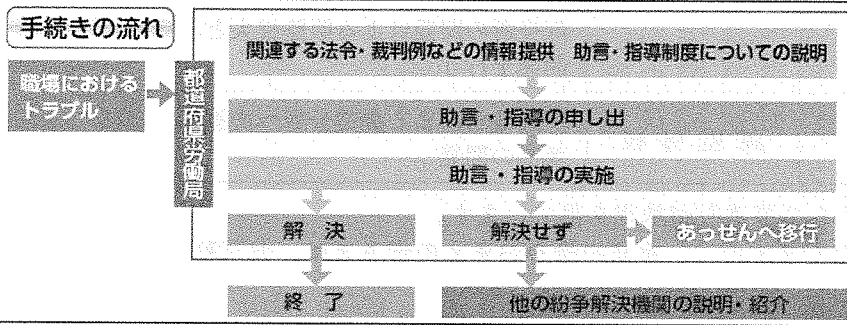 手続きの流れ
職場における
トラブル
都道府県労働局
関連する法令・裁判例などの情報提供　助言・指導制度についての説明
助言・指導の申し出
助言・指導の実施
解　決
解決せず
あっせんへ移行
終　了
他の紛争解決機関の説明・紹介